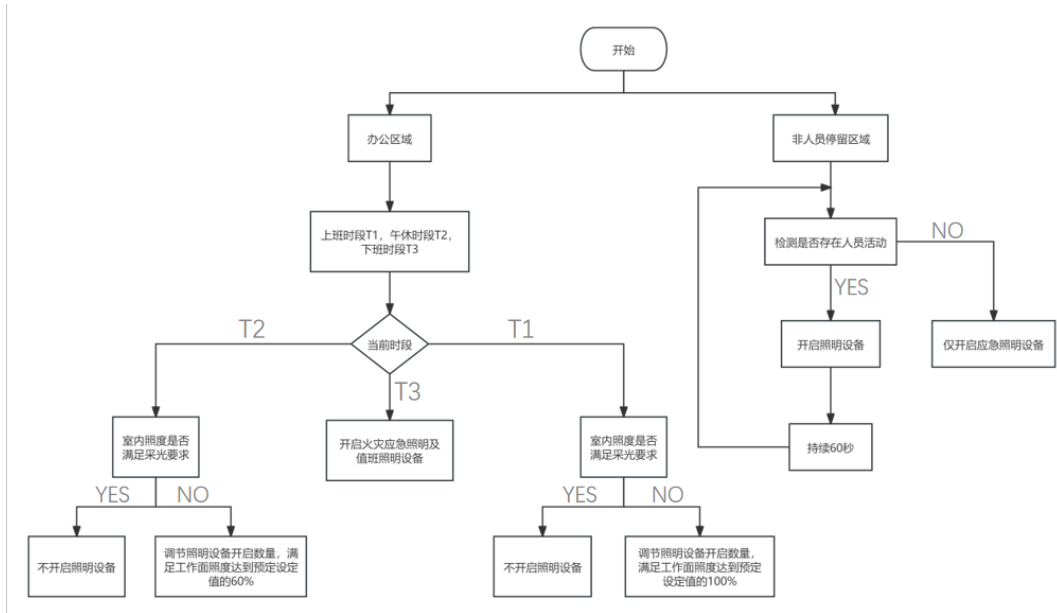 开始
办公区域
非人员停留区域
上班时段T1，午休时段T2，
下班时段T3
检测是否存在人员活动
NO
YES
T2
T1
当前时段
开启照明设备
仅开启应急照明设备
T3
室内照度是否
满足采光要求
开启火灾应急照明及
值班照明设备
室内照度是否
满足采光要求
持续60秒
YES
NO
YES
NO
不开启照明设备
调节照明设备开启数量，满
足工作面照度达到预定设定
值的60%
不开启照明设备
调节照明设备开启数量，
满足工作面照度达到预定
设定值的100%